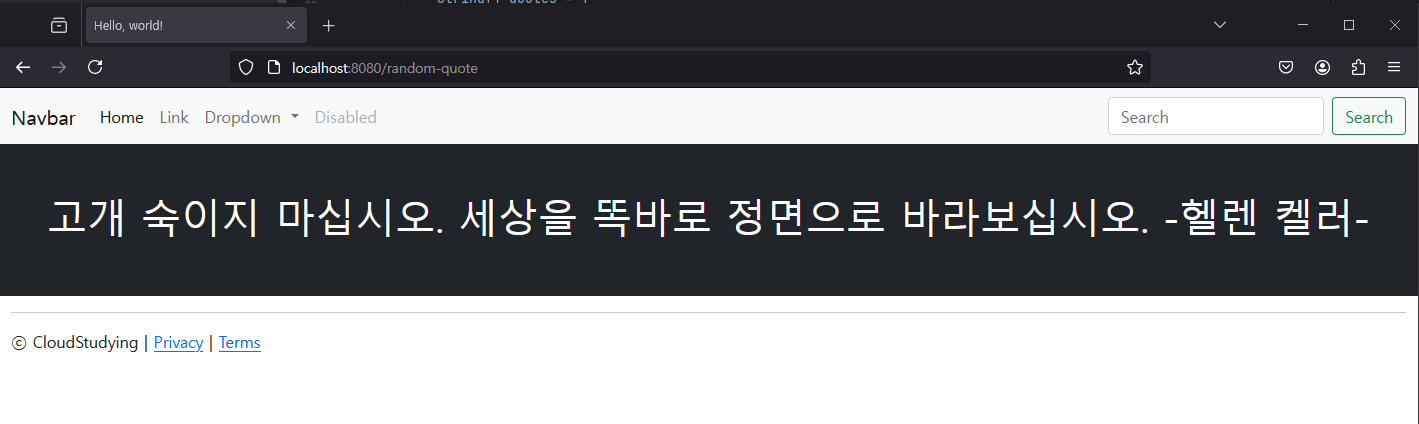 Hello, world!
localhost:8080/random-quote
Navbar Home Link Dropdown Disabled Search Search
고개 숙이지 마십시오. 세상을 똑바로 정면으로 바라보십시오. -헬렌 켈러-
ⓒ CloudStudying | Privacy | Terms